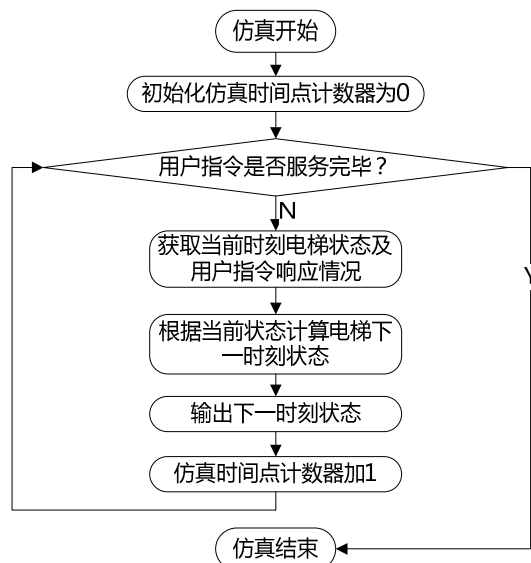 仿真开始
初始化仿真时间点计数器为0
用户指令是否服务完毕？
N
获取当前时刻电梯状态及
用户指令响应情况
Y
根据当前状态计算电梯下
一时刻状态
输出下一时刻状态
仿真时间点计数器加1
仿真结束